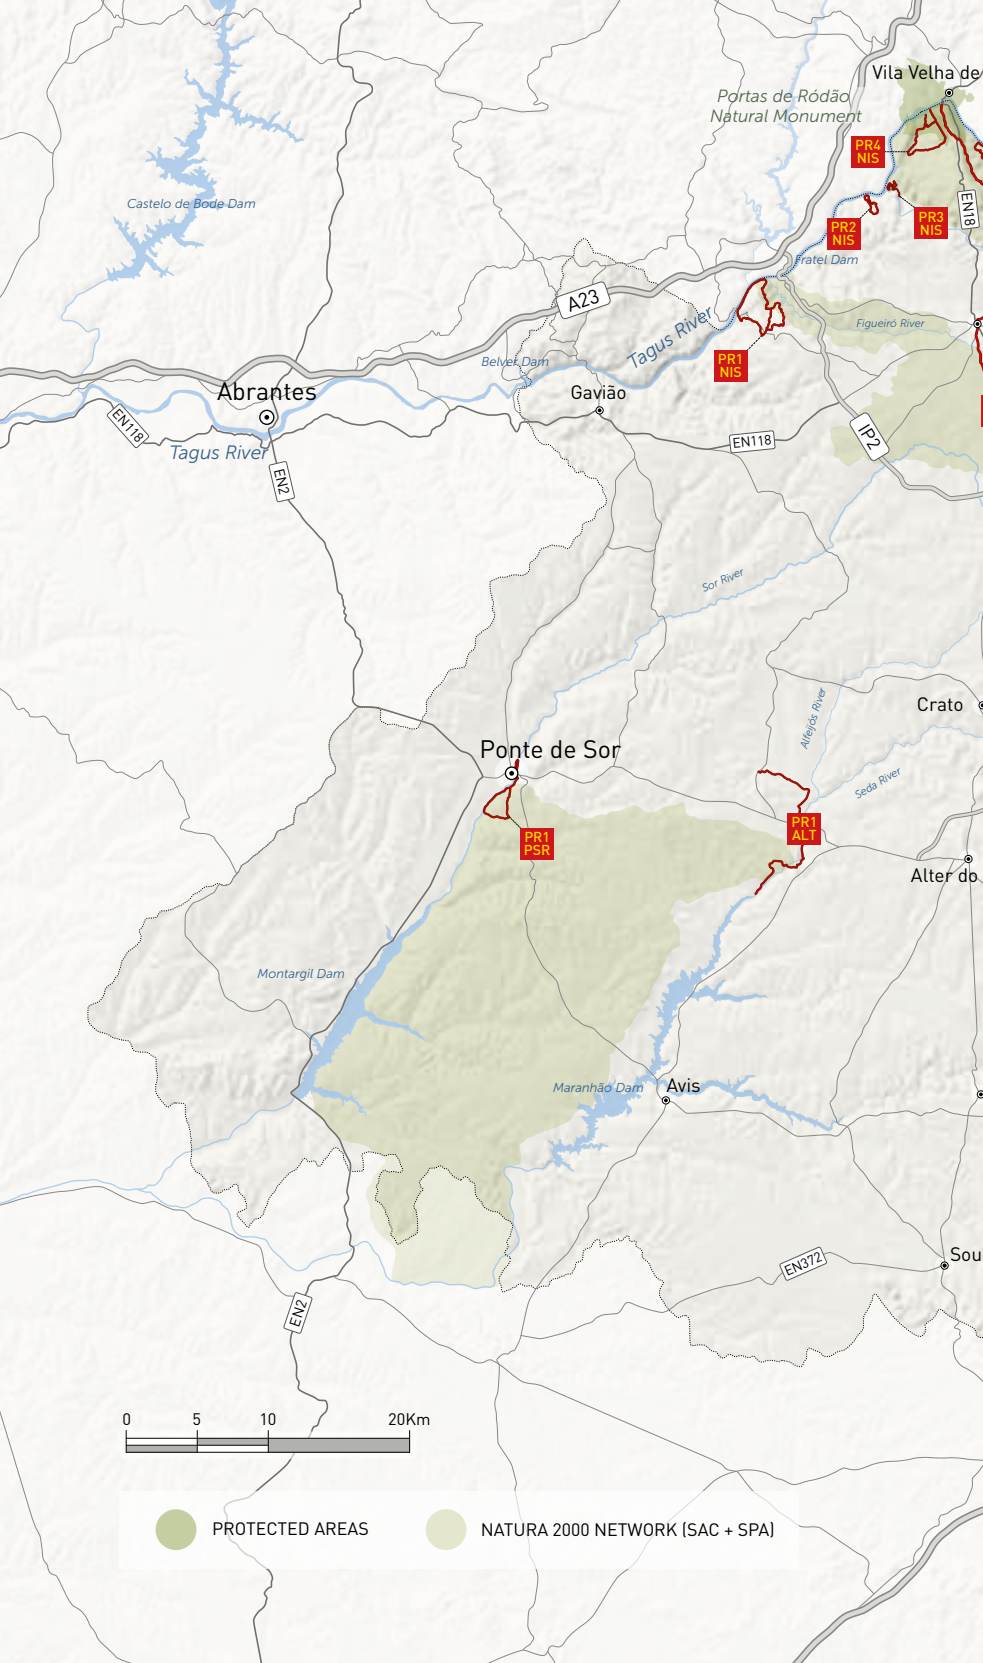 Vila Velha de
Portas de Ródão
Natural Monument
PR4
NIS
Castelo de Bode Dam
EN18
PR3
NIS
PR2
NIS
Fratel Dam
A23
Tagus River
Figueiró River
Belver Dam
PR1
NIS
Abrantes
Gavião
EN118
EN118
IP2
Tagus River
EN2
Sor River
Alfeijós River
Crato
Ponte de Sor
Seda River
PR1
ALT
PR1
PSR
Alter do
Montargil Dam
Maranhão Dam
Avis
Sou
EN372
EN2
0 5 10 20Km
PROTECTED AREAS
NATURA 2000 NETWORK (SAC + SPA)